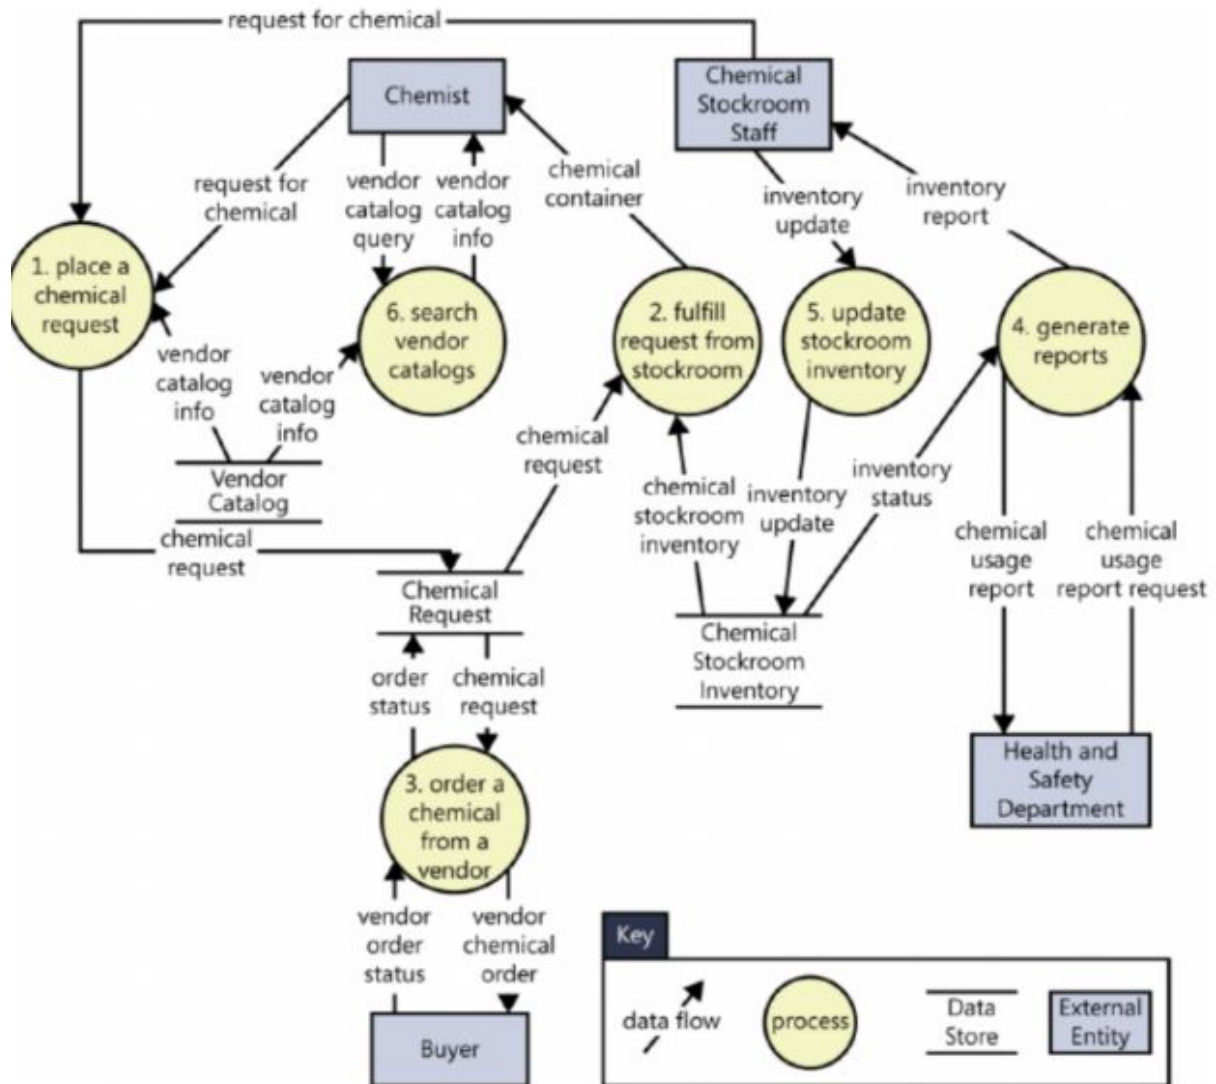 request for chemical
Chemist
Chemical
Stockroom
Staff
request for
chemical
vendor
catalog
query
vendor
catalog
info
chemical
container
inventory
update
inventory
report
1. place a
chemical
request
6. search
vendor
catalogs
2. fulfill
request from
stockroom
5. update
stockroom
inventory
4. generate
reports
vendor
catalog
info
vendor
catalog
info
Vendor
Catalog
chemical
request
chemical
request
chemical
stockroom
inventory
inventory
update
inventory
status
chemical
usage
report
chemical
usage
report request
Chemical
Request
Chemical
Stockroom
Inventory
order
status
chemical
request
Health and
Safety
Department
3. order a
chemical
from a
vendor
vendor
order
status
vendor
chemical
order
Buyer
Key
data flow
process
Data
Store
External
Entity